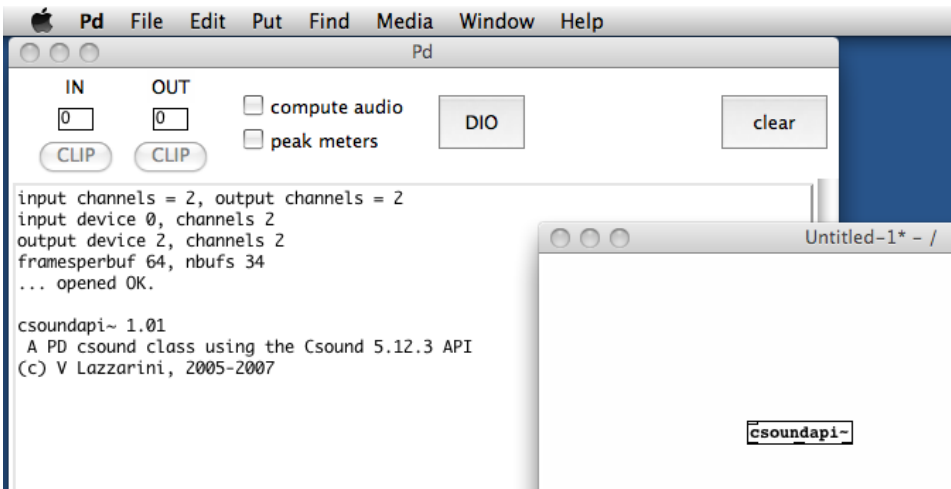 Pd File Edit Put Find Media Window Help
Pd
IN OUT
0 0
compute audio
peak meters
DIO
clear
CLIP CLIP
input channels = 2, output channels = 2
input device 0, channels 2
output device 2, channels 2
framesperbuf 64, nbufs 34
... opened OK.
csoundapi~ 1.01
A PD csound class using the Csound 5.12.3 API
(c) V Lazzarini, 2005-2007
Untitled-1* - /
csoundapi~